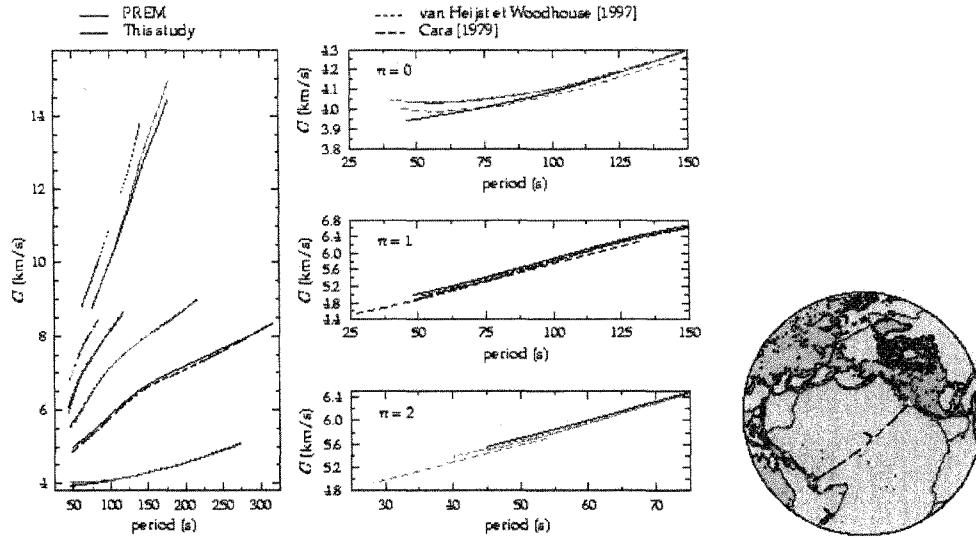 PREM
This study
van Heijst et Woodhouse [1997]
Cara [1979]
C (km/s)
14
12
10
8
6
4
50 100 150 200 250 300
period (s)
C (km/s)
4.3
4.2
4.1
4.0
3.9
3.8
n = 0
25 50 75 100 125 150
period (s)
C (km/s)
6.8
6.4
6.0
5.6
5.2
4.8
4.4
n = 1
25 50 75 100 125 150
period (s)
C (km/s)
6.4
5.6
4.8
n = 2
30 40 50 60 70
period (s)